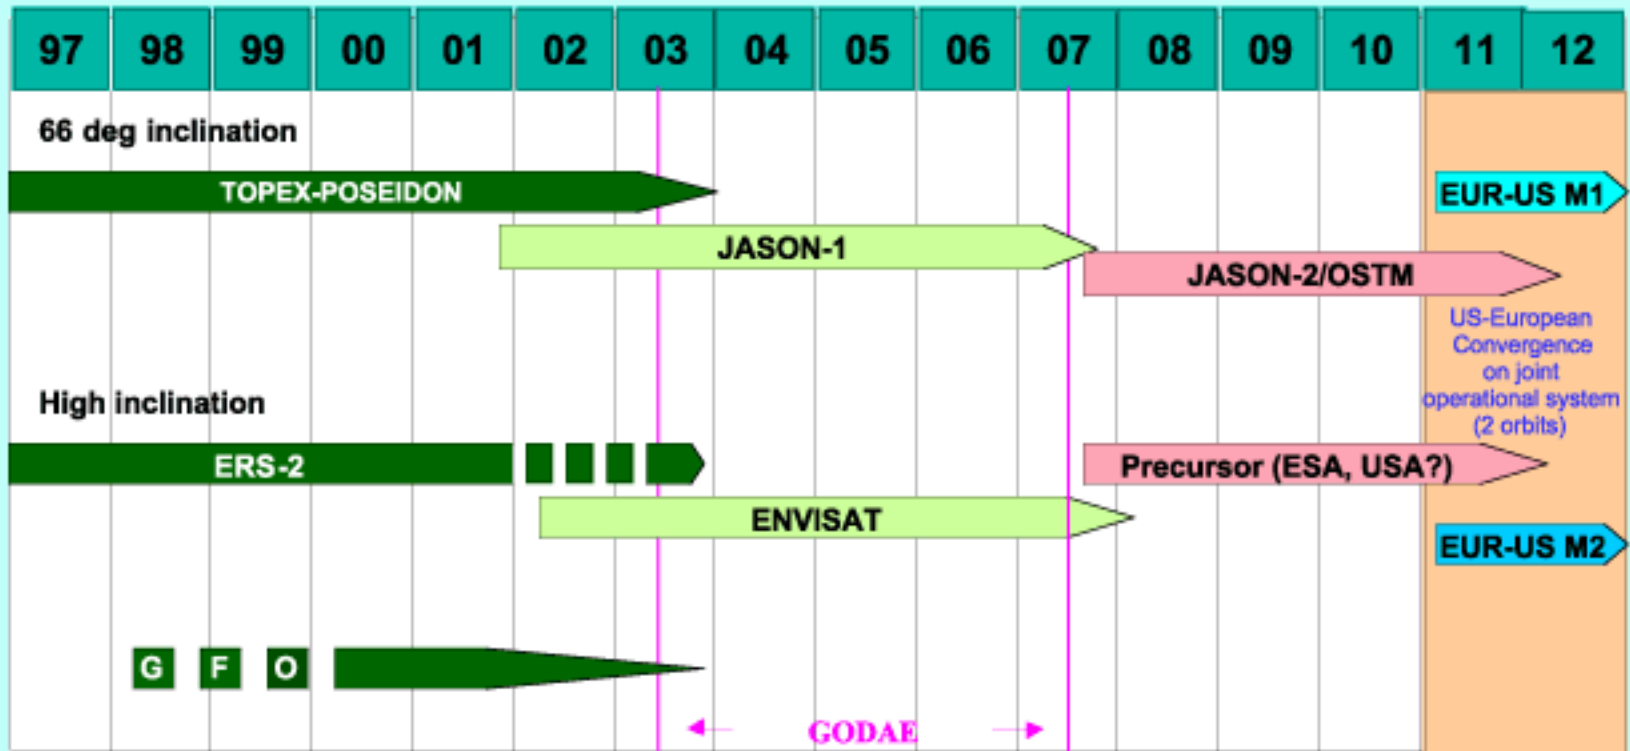 97 98 99 00 01 02 03 04 05 06 07 08 09 10 11 12
66 deg inclination
TOPEX-POSEIDON
EUR-US M1
JASON-1
JASON-2/OSTM
US-European
Convergence
on joint
operational system
(2 orbits)
High inclination
ERS-2
Precursor (ESA, USA?)
ENVISAT
EUR-US M2
G F O
GODAE